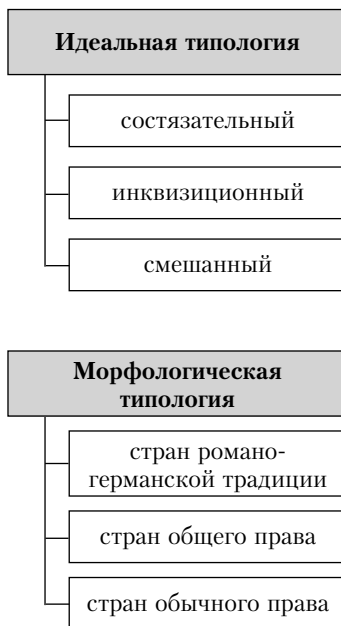 Идеальная типология
состязательный
инквизиционный
смешанный
Морфологическая
типология
стран романо-
германской традиции
стран общего права
стран обычного права